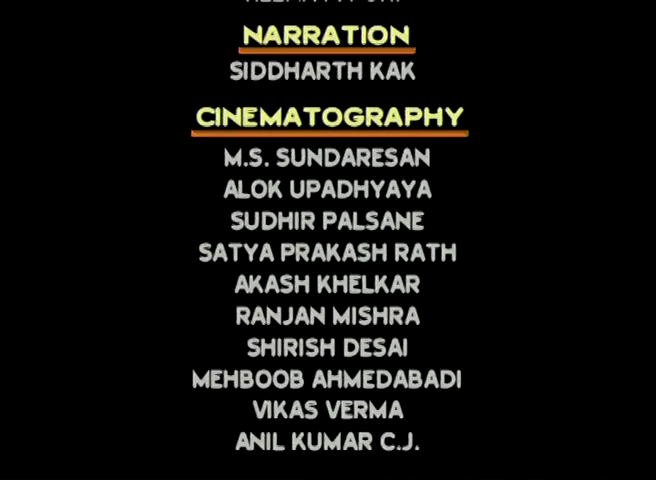 NARRATION
SIDDHARTH KAK
CINEMATOGRAPHY
M.S. SUNDARESAN
ALOK UPADHYAYA
SUDHIR PALSANE
SATYA PRAKASH RATH
AKASH KHELKAR
RANJAN MISHRA
SHIRISH DESAI
MEHBOOB AHMEDABADI
VIKAS VERMA
ANIL KUMAR C.J.